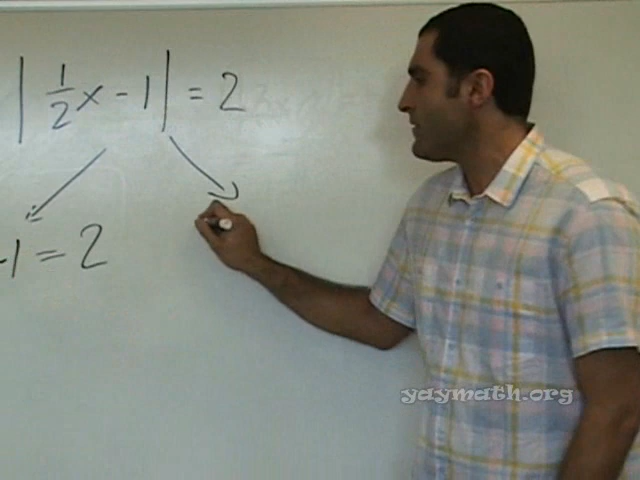 |1/2x - 1| = 2
-1 = 2
yaymath.org